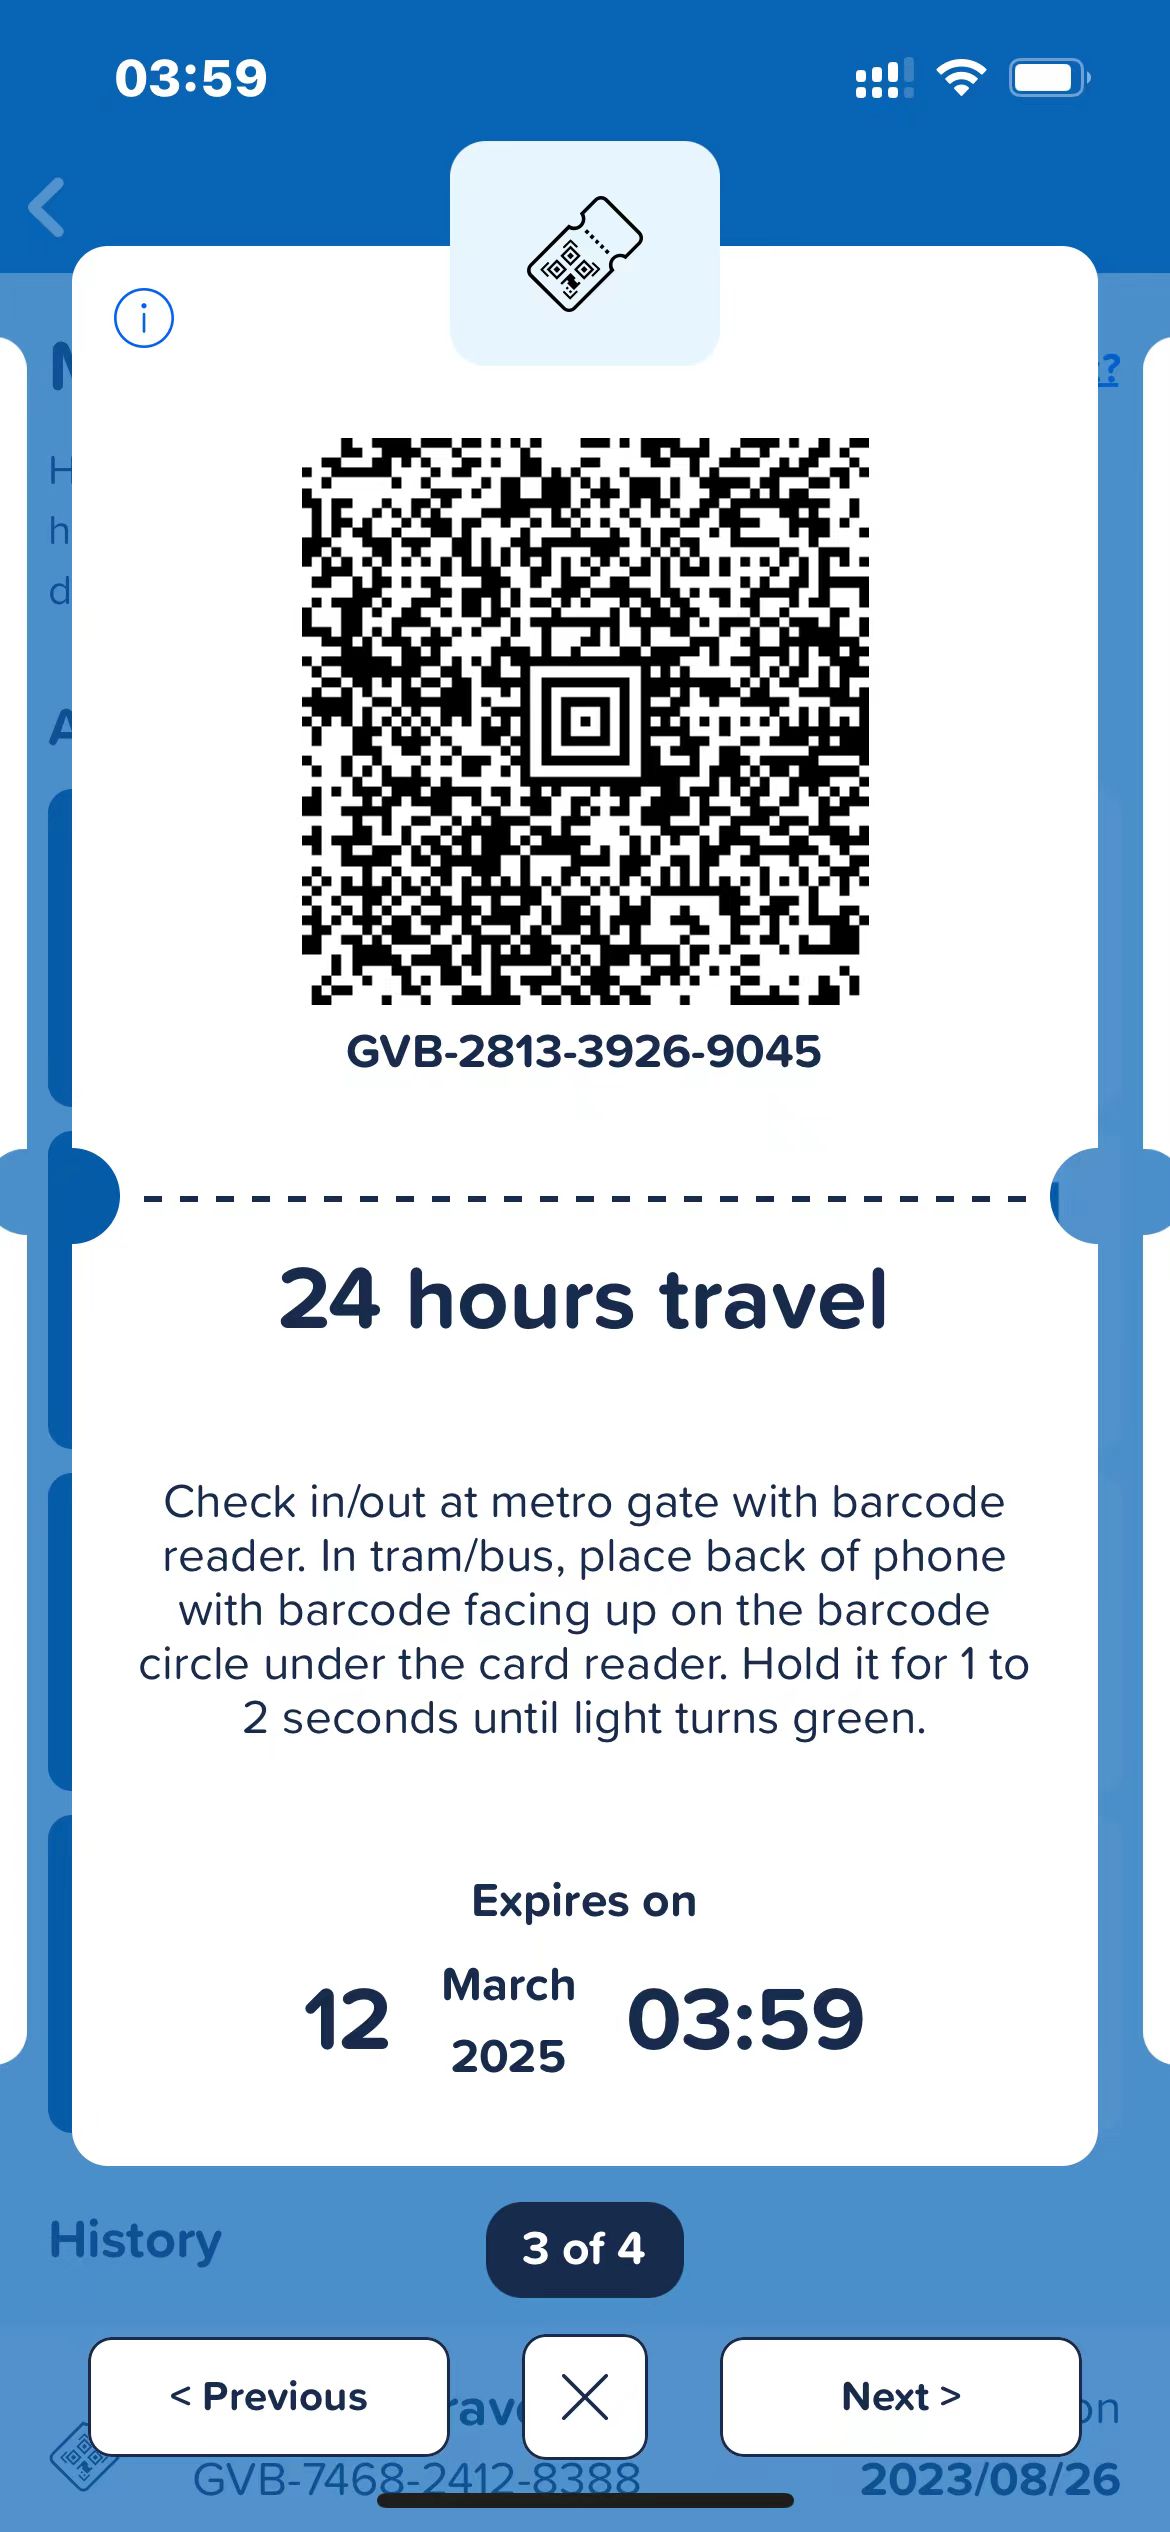 03:59
?
GVB-2813-3926-9045
24 hours travel
Check in/out at metro gate with barcode
reader. In tram/bus, place back of phone
with barcode facing up on the barcode
circle under the card reader. Hold it for 1 to
2 seconds until light turns green.
Expires on
12 March 2025 03:59
History
3 of 4
< Previous
Next >
GVB-7468-2412-8388
2023/08/26